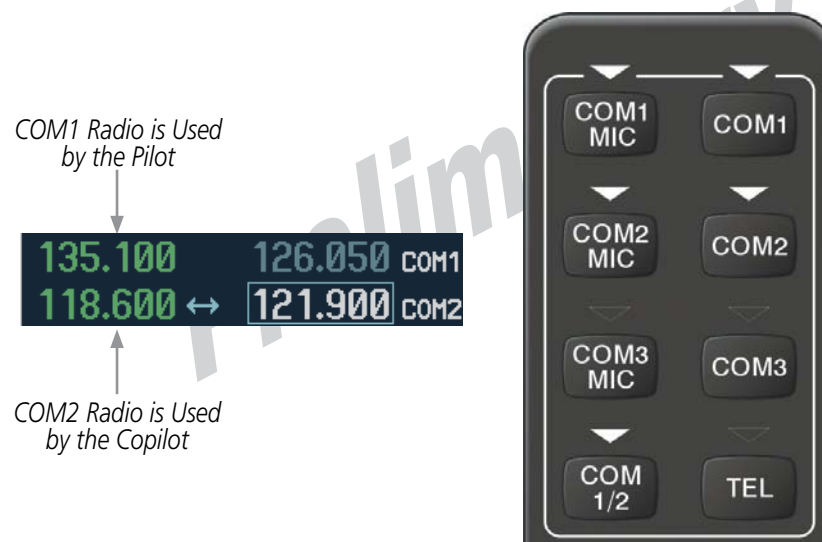 COM1 Radio is Used
by the Pilot
135.100 126.050 COM1
118.600 ↔ 121.900 COM2
COM2 Radio is Used
by the Copilot
COM1
MIC
COM1
COM2
MIC
COM2
COM3
MIC
COM3
COM
1/2
TEL